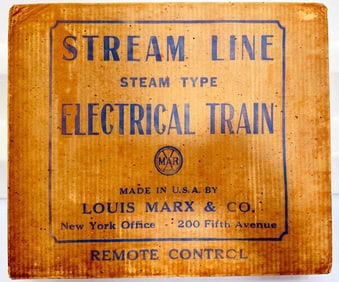 STREAM LINE
STEAM TYPE
ELECTRICAL TRAIN
MAR
MADE IN U.S.A. BY
LOUIS MARX & CO.
New York Office - 200 Fifth Avenue
REMOTE CONTROL